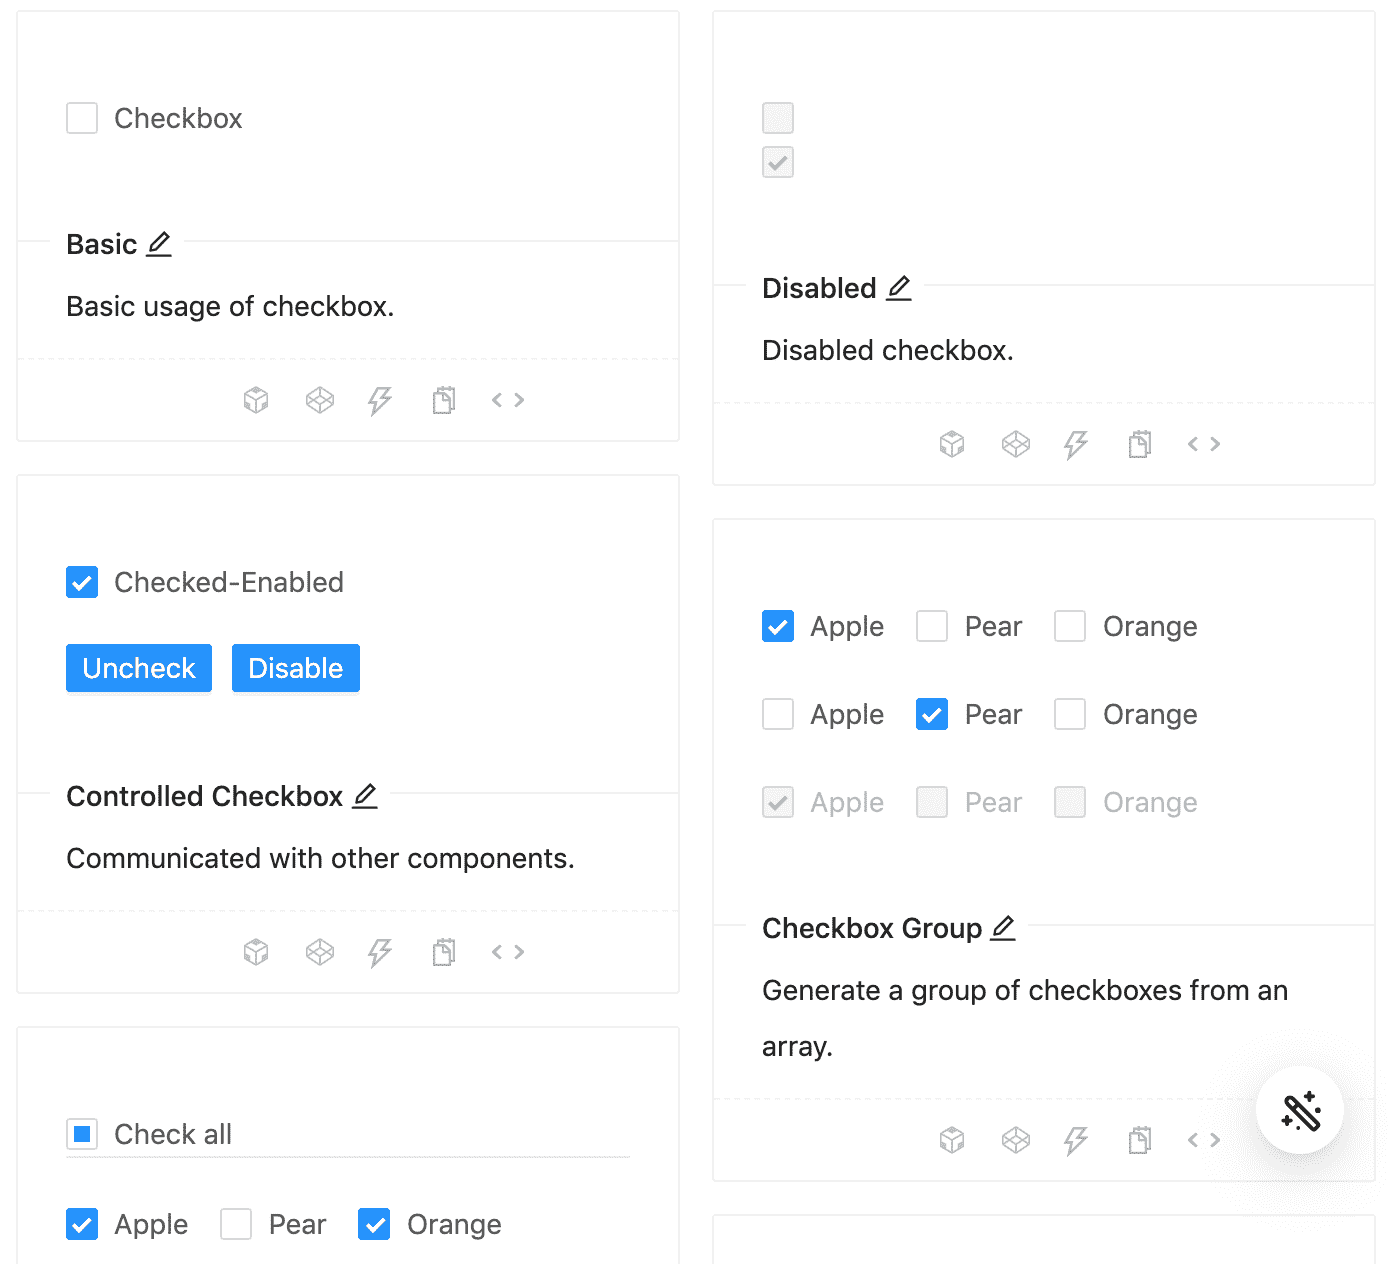 Checkbox
Basic
Basic usage of checkbox.
Disabled
Disabled checkbox.
Checked-Enabled
Uncheck Disable
Controlled Checkbox
Communicated with other components.
Apple Pear Orange
Apple Pear Orange
Apple Pear Orange
Checkbox Group
Generate a group of checkboxes from an
array.
Check all
Apple Pear Orange